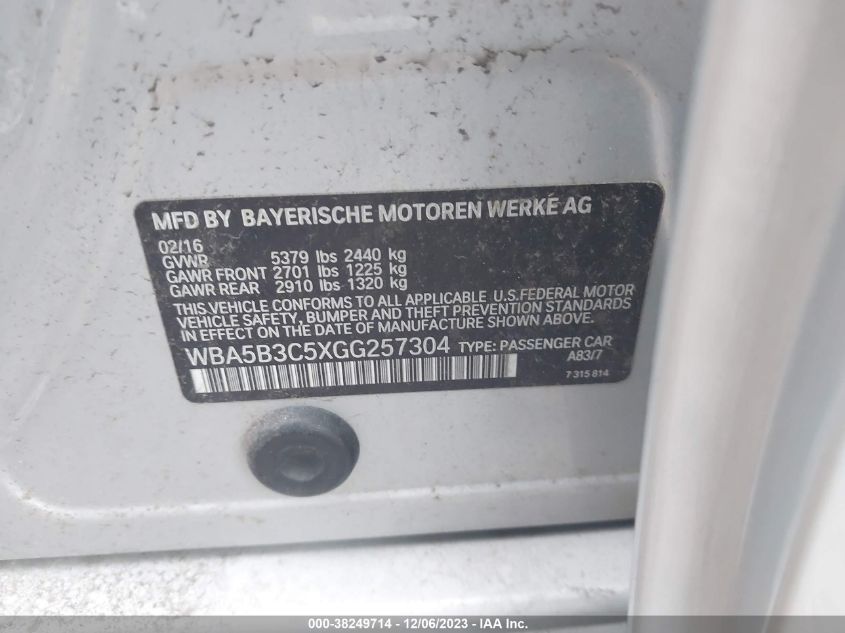 MFD BY BAYERISCHE MOTOREN WERKE AG
02/16
GVWR 5379 lbs 2440 kg
GAWR FRONT 2701 lbs 1225 kg
GAWR REAR 2910 lbs 1320 kg
THIS VEHICLE CONFORMS TO ALL APPLICABLE U.S.FEDERAL MOTOR
VEHICLE SAFETY, BUMPER AND THEFT PREVENTION STANDARDS
IN EFFECT ON THE DATE OF MANUFACTURE SHOWN ABOVE.
WBA5B3C5XGG257304 TYPE: PASSENGER CAR
A83/7
7 315 814
000-38249714 - 12/06/2023 - IAA Inc.